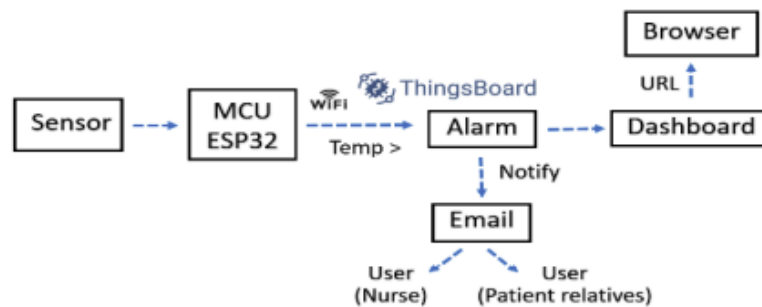 Browser
URL
Sensor
MCU
ESP32
WiFi
ThingsBoard
Temp >
Alarm
Dashboard
Notify
Email
User
(Nurse)
User
(Patient relatives)